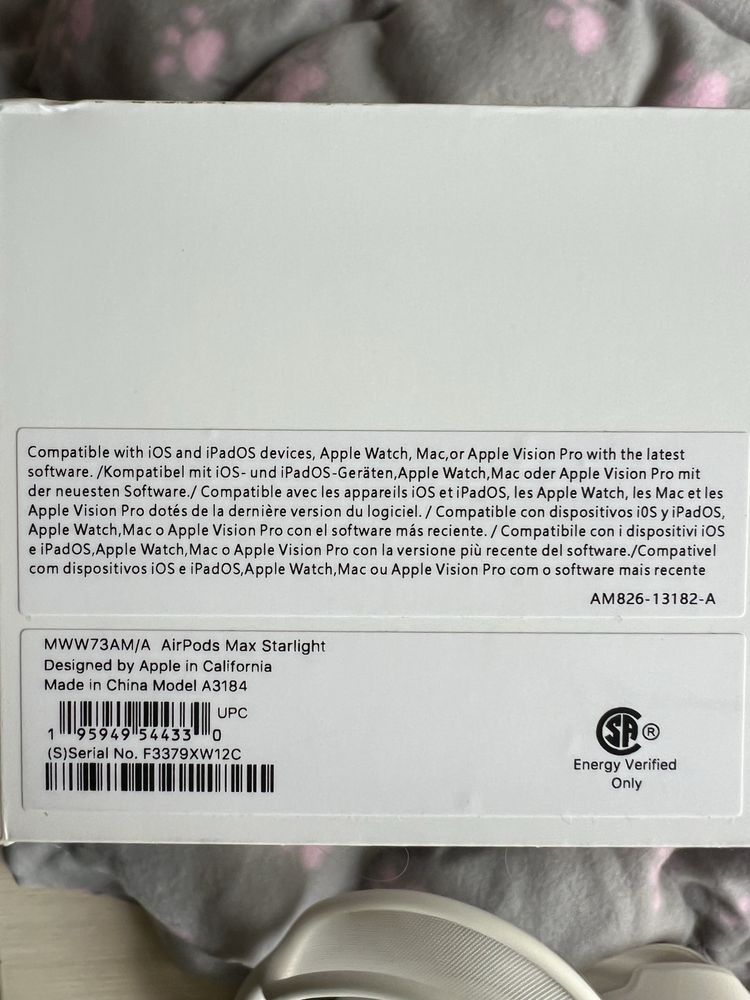 Compatible with iOS and iPadOS devices, Apple Watch, Mac,or Apple Vision Pro with the latest
software. /Kompatibel mit iOS- und iPadOS-Geräten,Apple Watch,Mac oder Apple Vision Pro mit
der neuesten Software./ Compatible avec les appareils iOS et iPadOS, les Apple Watch, les Mac et les
Apple Vision Pro dotés de la dernière version du logiciel. / Compatible con dispositivos i0S y iPadOS,
Apple Watch,Mac o Apple Vision Pro con el software más reciente. / Compatibile con i dispositivi iOS
e iPadOS,Apple Watch,Mac o Apple Vision Pro con la versione più recente del software./Compativel
com dispositivos iOS e iPadOS,Apple Watch,Mac ou Apple Vision Pro com o software mais recente
AM826-13182-A
MWW73AM/A AirPods Max Starlight
Designed by Apple in California
Made in China Model A3184
UPC
1 95949 54433 0
(S)Serial No. F3379XW12C
SA ®
Energy Verified
Only